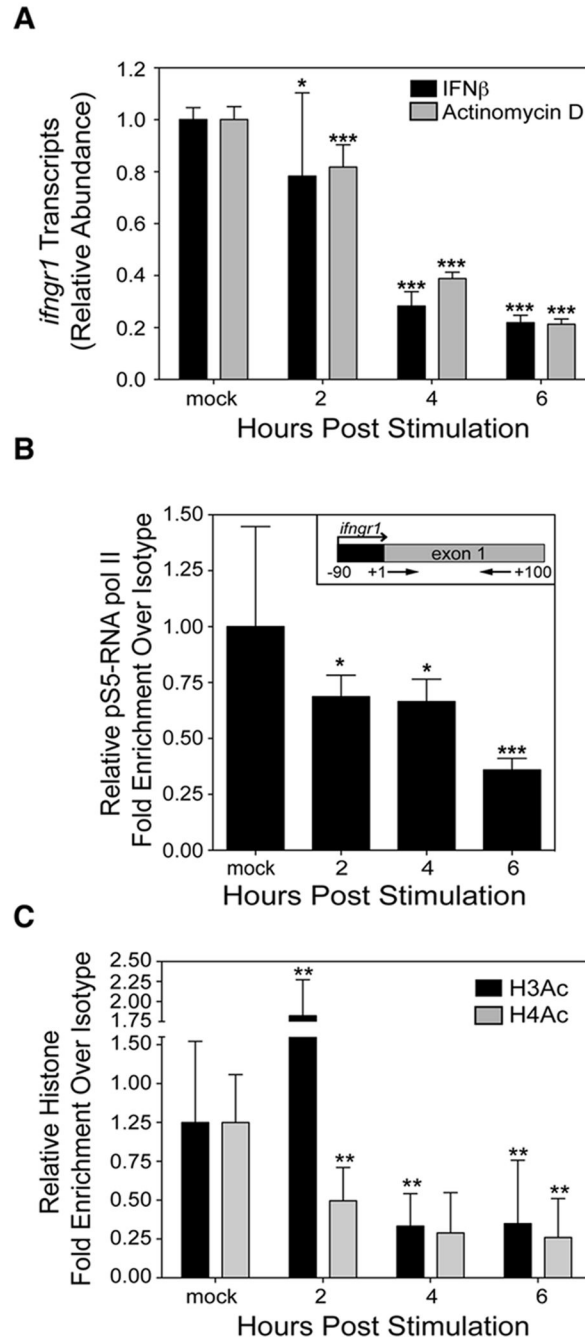 A
ifngr1 Transcripts
(Relative Abundance)
1.2
1.0
0.8
0.6
0.4
0.2
0.0
IFNβ
Actinomycin D
*
***
***
***
***
***
mock
2
4
6
Hours Post Stimulation
B
Relative pS5-RNA pol II
Fold Enrichment Over Isotype
1.50
1.25
1.00
0.75
0.50
0.25
0.00
ifngr1
exon 1
-90
+1
+100
*
*
***
mock
2
4
6
Hours Post Stimulation
C
Relative Histone
Fold Enrichment Over Isotype
2.50
2.25
2.00
1.75
1.50
1.00
1.25
0.75
0.50
0.25
0.00
H3Ac
H4Ac
**
**
**
**
**
mock
2
4
6
Hours Post Stimulation